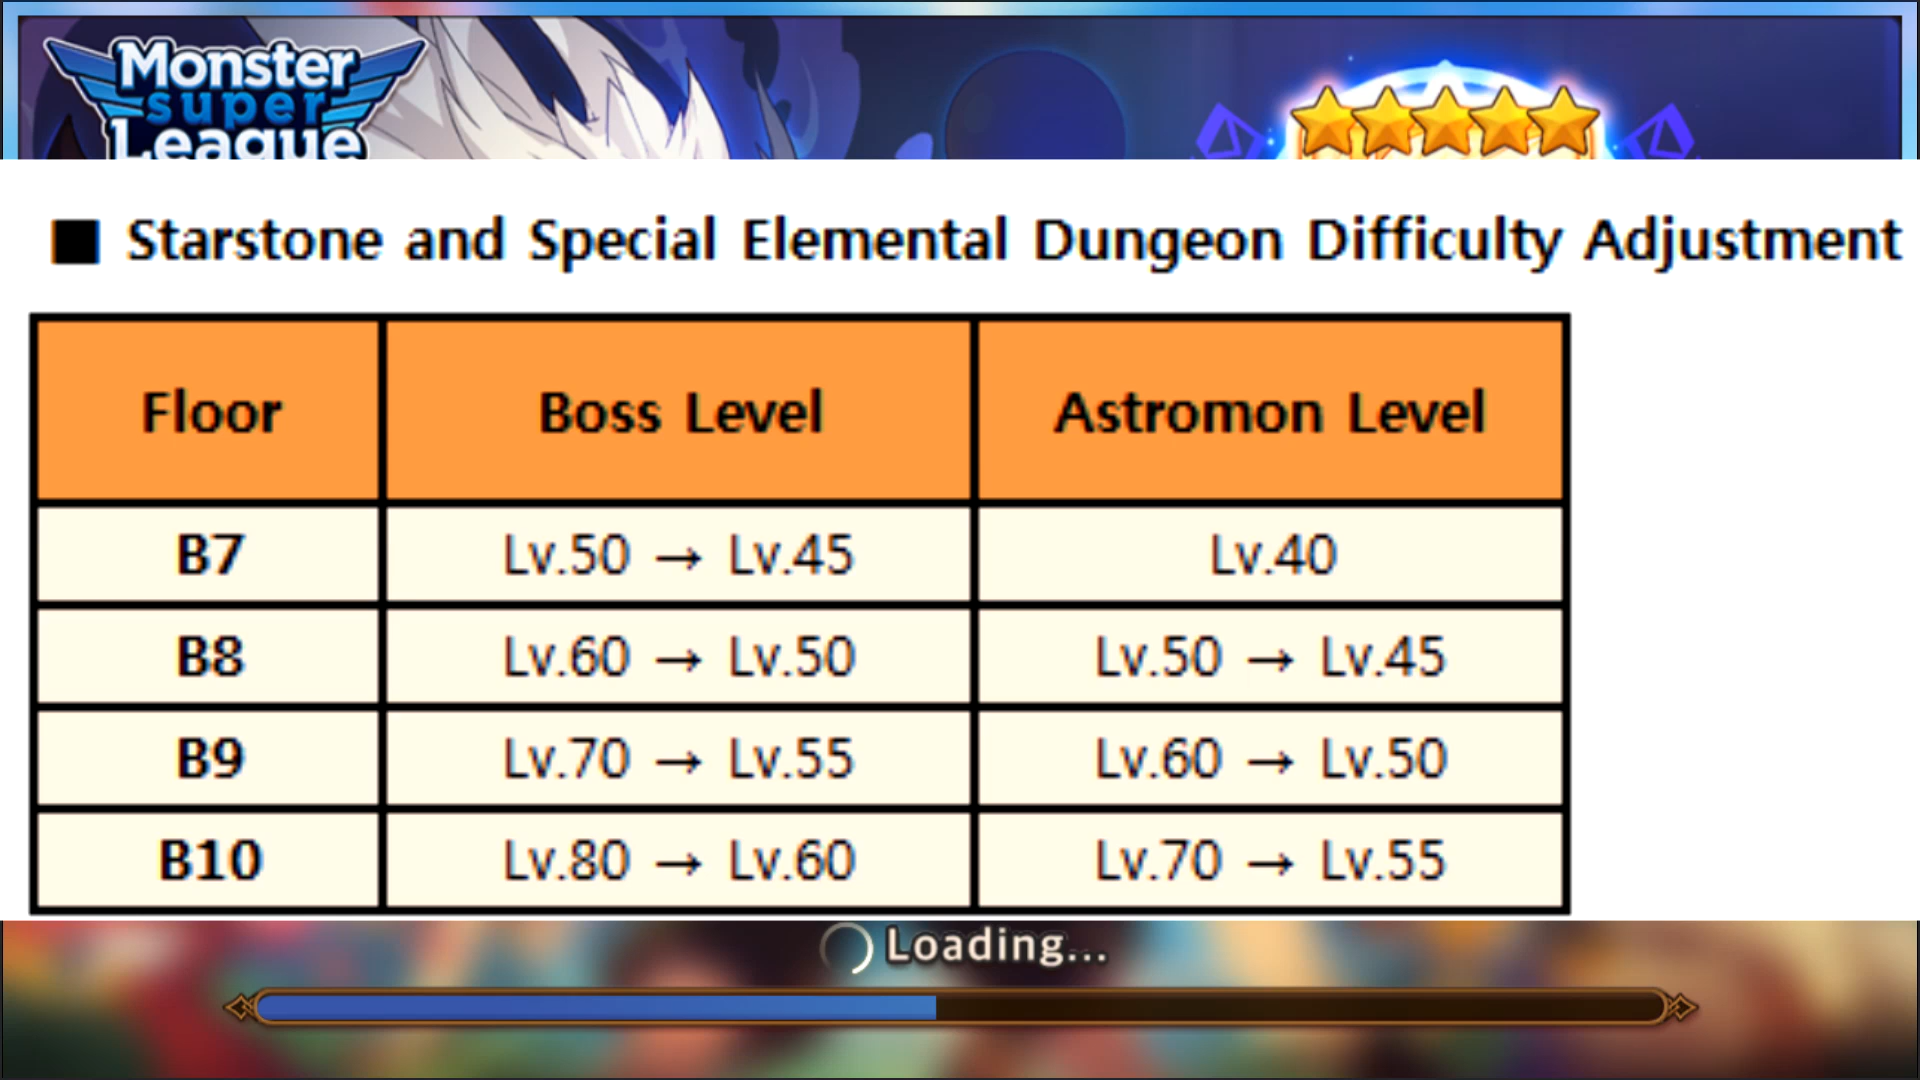 Monster
super
League
■ Starstone and Special Elemental Dungeon Difficulty Adjustment
Floor Boss Level Astromon Level
B7 Lv.50 → Lv.45 Lv.40
B8 Lv.60 → Lv.50 Lv.50 → Lv.45
B9 Lv.70 → Lv.55 Lv.60 → Lv.50
B10 Lv.80 → Lv.60 Lv.70 → Lv.55
Loading...